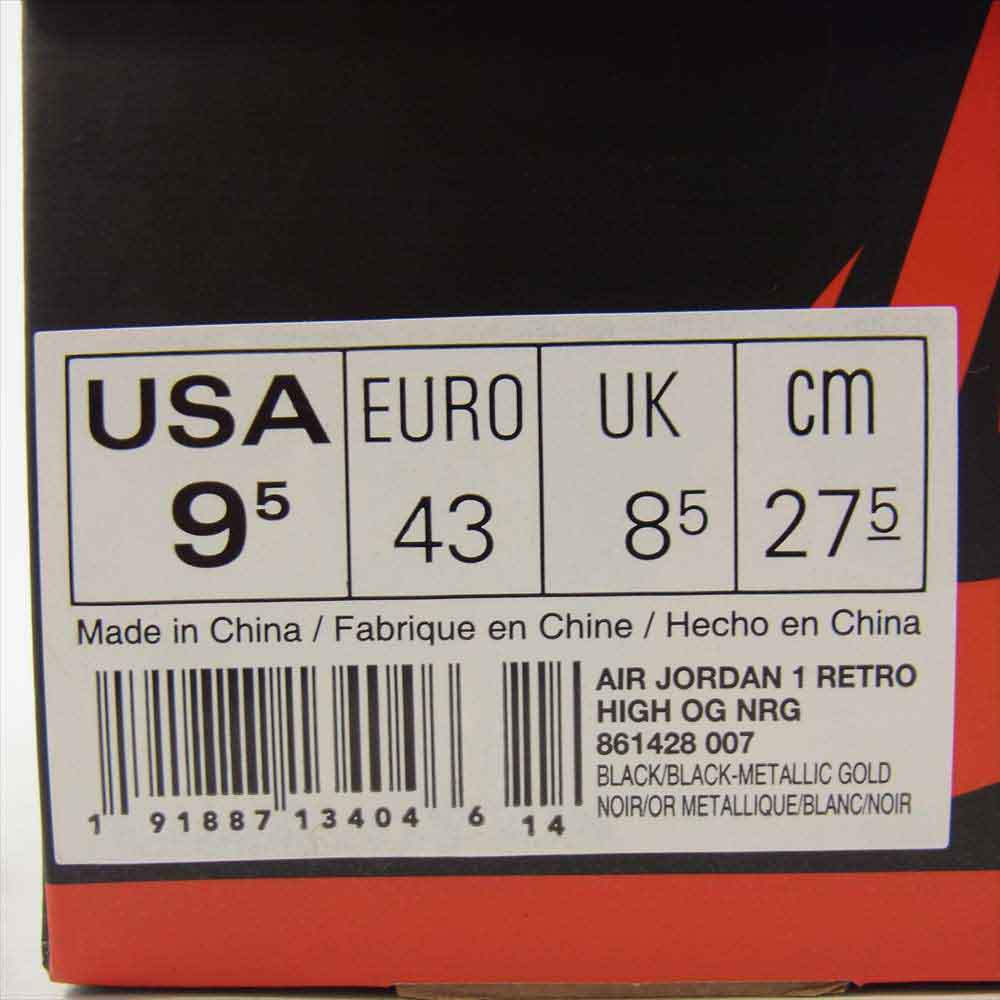 USA EURO UK cm
9⁵ 43 8⁵ 27⁵
Made in China / Fabrique en Chine / Hecho en China
AIR JORDAN 1 RETRO
HIGH OG NRG
861428 007
BLACK/BLACK-METALLIC GOLD
NOIR/OR METALLIQUE/BLANC/NOIR
1 91887 13404 6 14